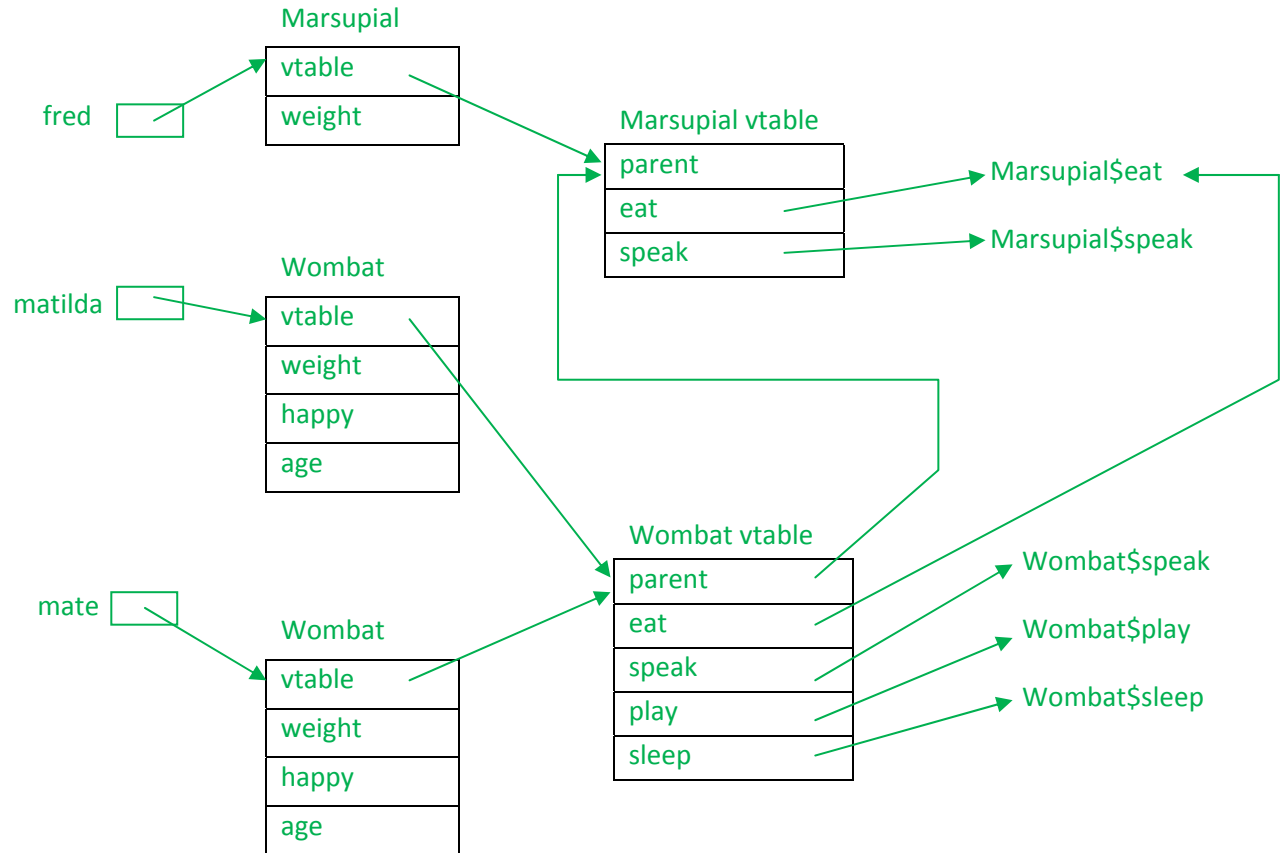 Marsupial
vtable
weight
fred
Marsupial vtable
parent
eat
speak
Marsupial$eat
Marsupial$speak
matilda
Wombat
vtable
weight
happy
age
mate
Wombat
vtable
weight
happy
age
Wombat vtable
parent
eat
speak
play
sleep
Wombat$speak
Wombat$play
Wombat$sleep